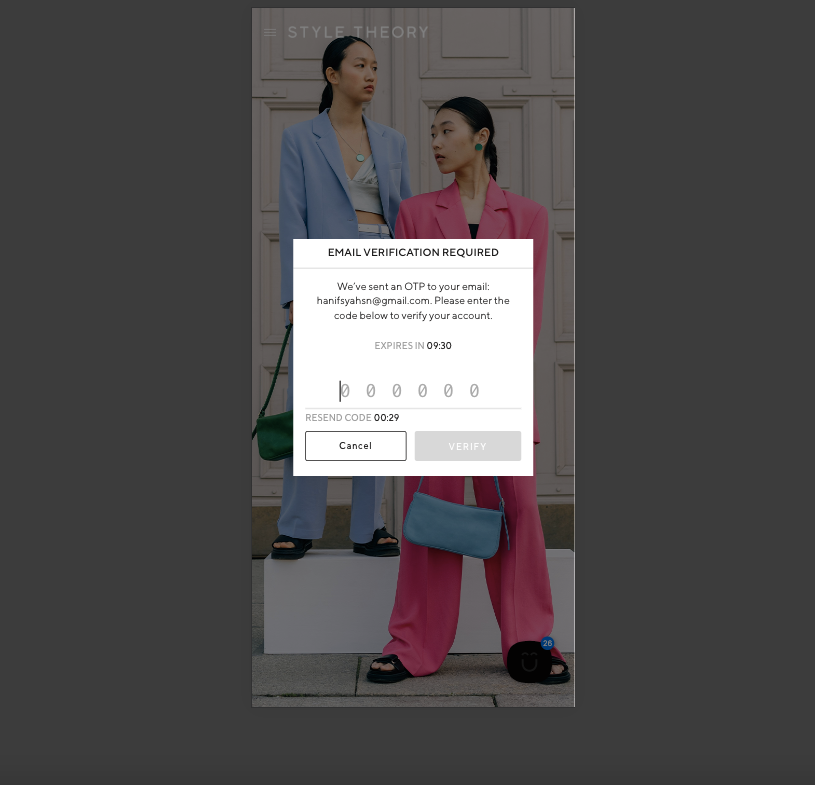 STYLE THEORY
EMAIL VERIFICATION REQUIRED
We've sent an OTP to your email:
hanifsyahsn@gmail.com. Please enter the
code below to verify your account.
EXPIRES IN 09:30
0 0 0 0 0 0
RESEND CODE 00:29
Cancel
VERIFY
28